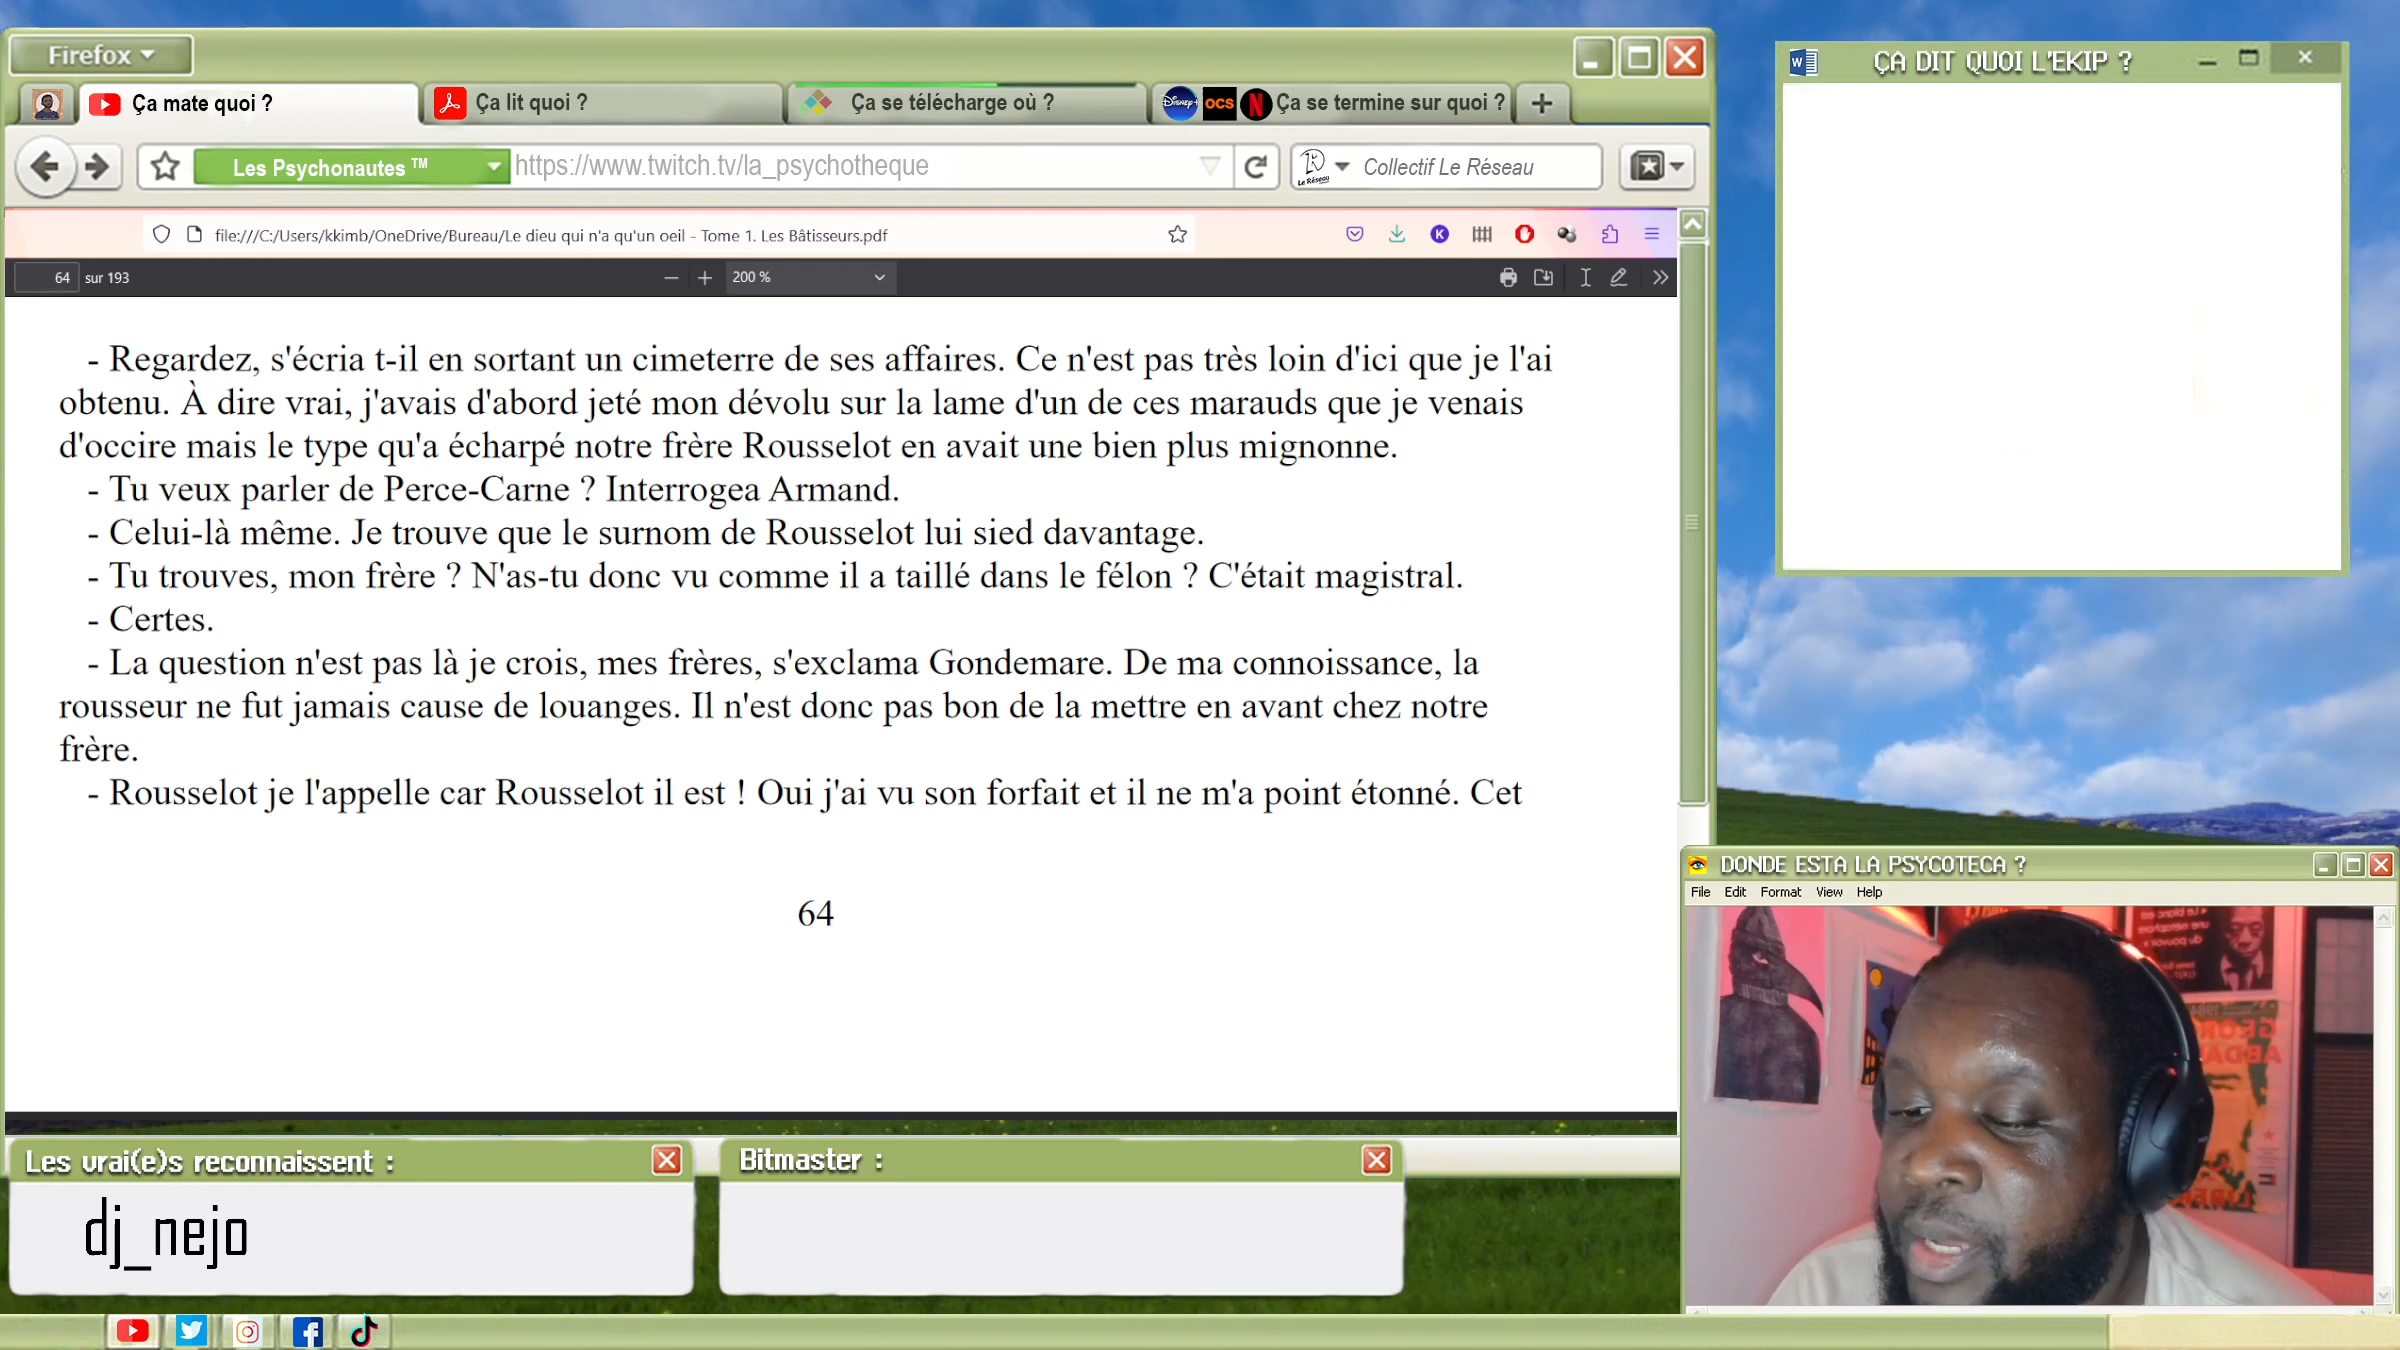 Firefox
Ça mate quoi ?
Ça lit quoi ?
Ça se télécharge où ?
Disney+ OCS N Ça se termine sur quoi ?
Les Psychonautes ™
https://www.twitch.tv/la_psychotheque
Le Réseau
Collectif Le Réseau
file:///C:/Users/kkimb/OneDrive/Bureau/Le dieu qui n'a qu'un oeil - Tome 1. Les Bâtisseurs.pdf
K
64 sur 193
200 %
- Regardez, s'écria t-il en sortant un cimeterre de ses affaires. Ce n'est pas très loin d'ici que je l'ai
obtenu. À dire vrai, j'avais d'abord jeté mon dévolu sur la lame d'un de ces marauds que je venais
d'occire mais le type qu'a écharpé notre frère Rousselot en avait une bien plus mignonne.
- Tu veux parler de Perce-Carne ? Interrogea Armand.
- Celui-là même. Je trouve que le surnom de Rousselot lui sied davantage.
- Tu trouves, mon frère ? N'as-tu donc vu comme il a taillé dans le félon ? C'était magistral.
- Certes.
- La question n'est pas là je crois, mes frères, s'exclama Gondemare. De ma connoissance, la
rousseur ne fut jamais cause de louanges. Il n'est donc pas bon de la mettre en avant chez notre
frère.
- Rousselot je l'appelle car Rousselot il est ! Oui j'ai vu son forfait et il ne m'a point étonné. Cet
64
ÇA DIT QUOI L'EKIP ?
DONDE ESTA LA PSYCOTECA ?
File Edit Format View Help
Les vrai(e)s reconnaissent :
dj_nejo
Bitmaster :